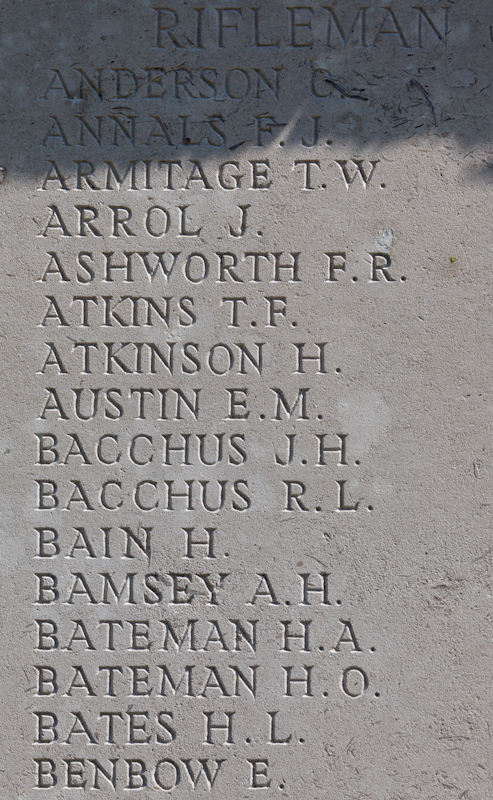 RIFLEMAN
ANDERSON C.
ANNALS F. J.
ARMITAGE T.W.
ARROL J.
ASHWORTH F.R.
ATKINS T.F.
ATKINSON H.
AUSTIN E.M.
BACCHUS J.H.
BACCHUS R.L.
BAIN H.
BAMSEY A.H.
BATEMAN H.A.
BATEMAN H.O.
BATES H.L.
BENBOW E.